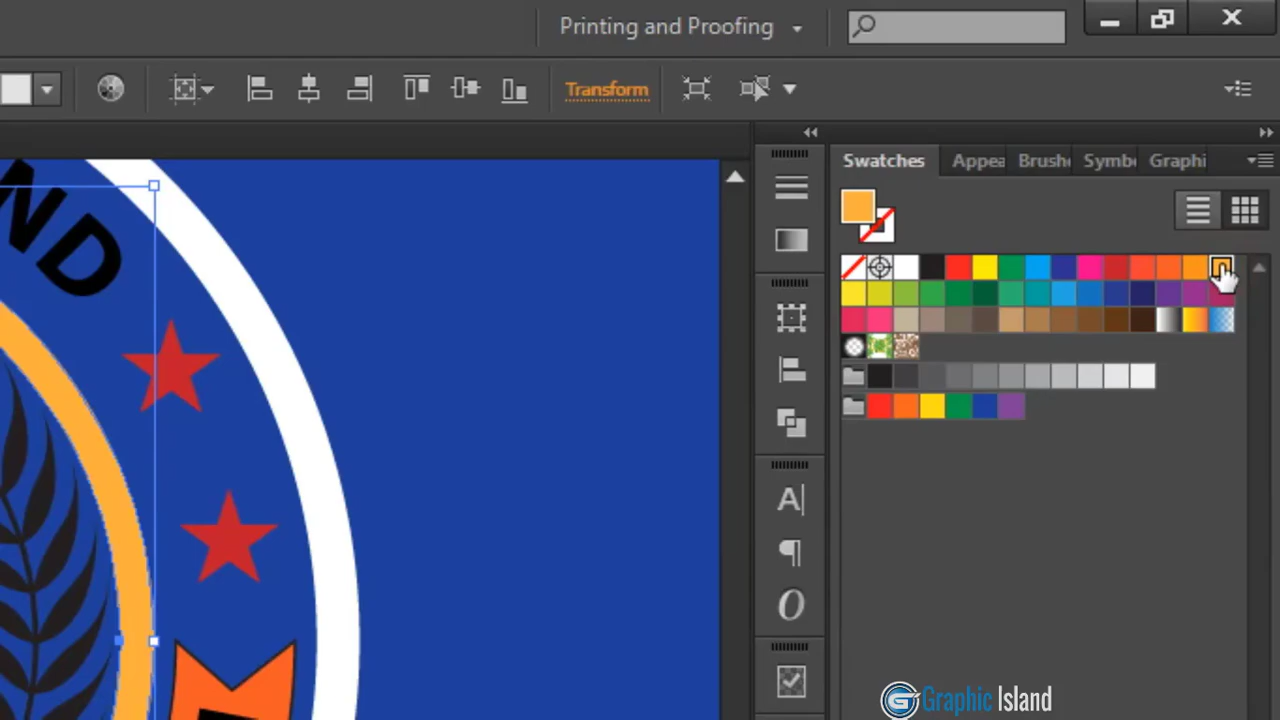 Printing and Proofing
Transform
Swatches Appea Brushe Symbo Graphi
ND
Graphic Island